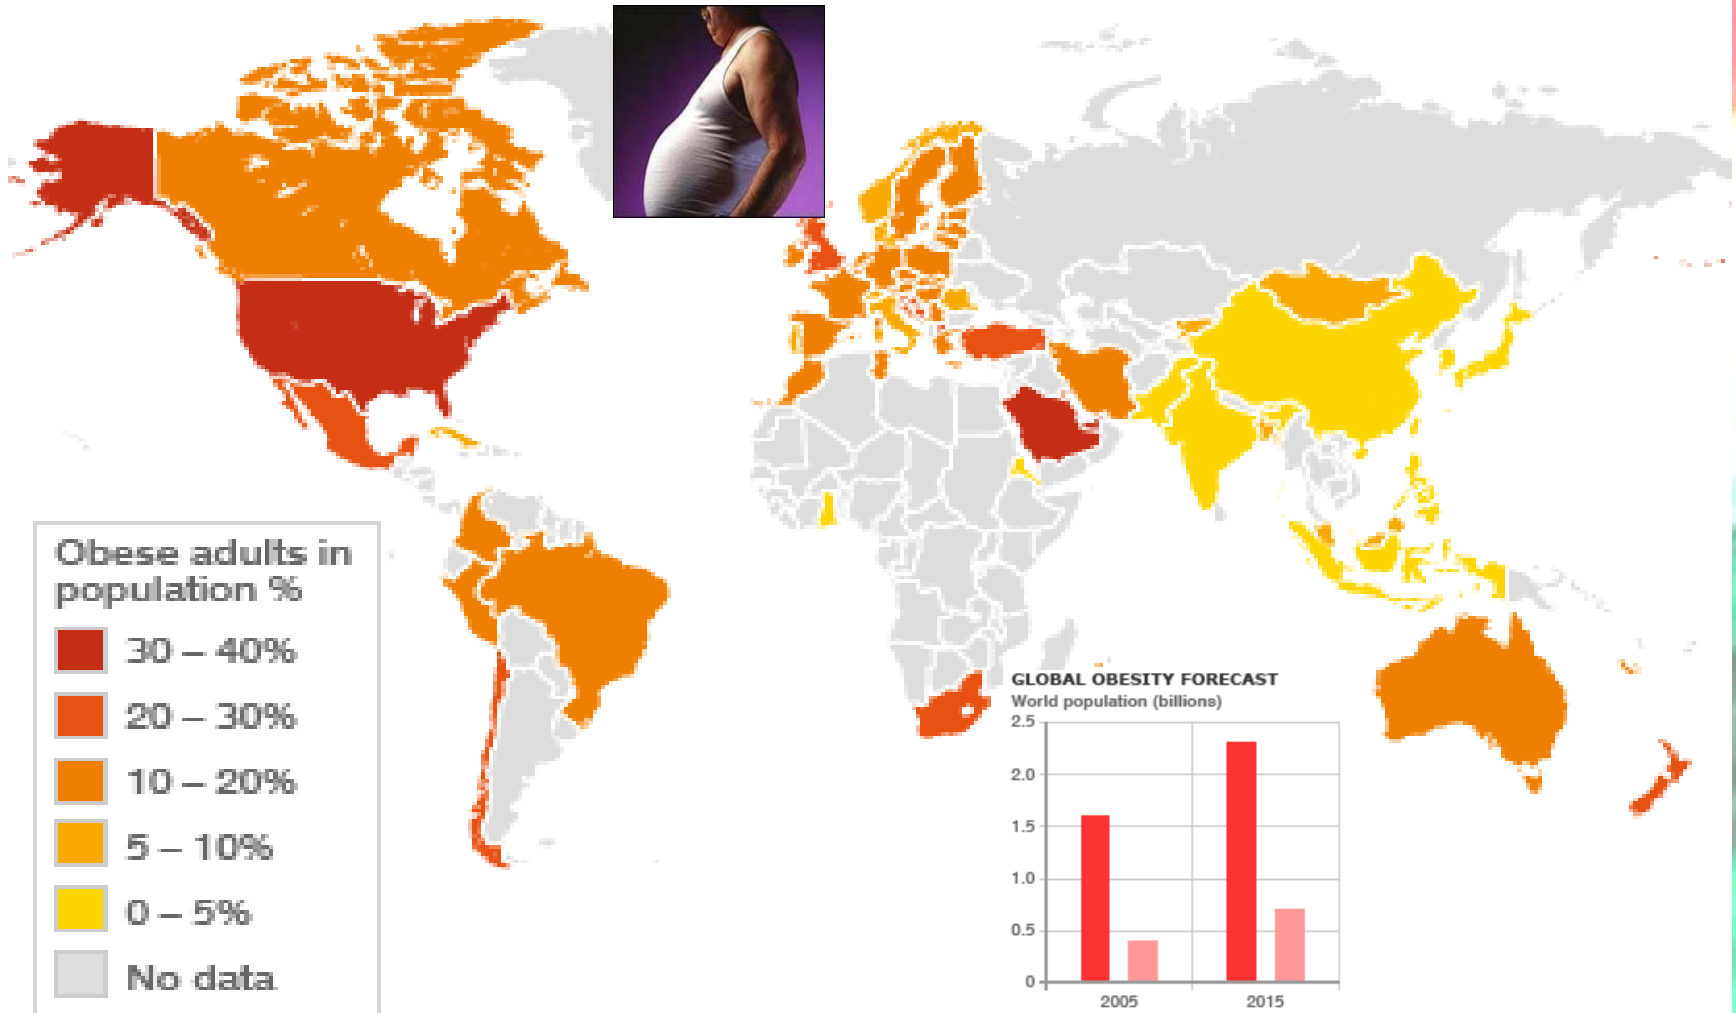 Obese adults in
population %
30 – 40%
20 – 30%
10 – 20%
5 – 10%
0 – 5%
No data
GLOBAL OBESITY FORECAST
World population (billions)
2.5
2.0
1.5
1.0
0.5
0
2005
2015